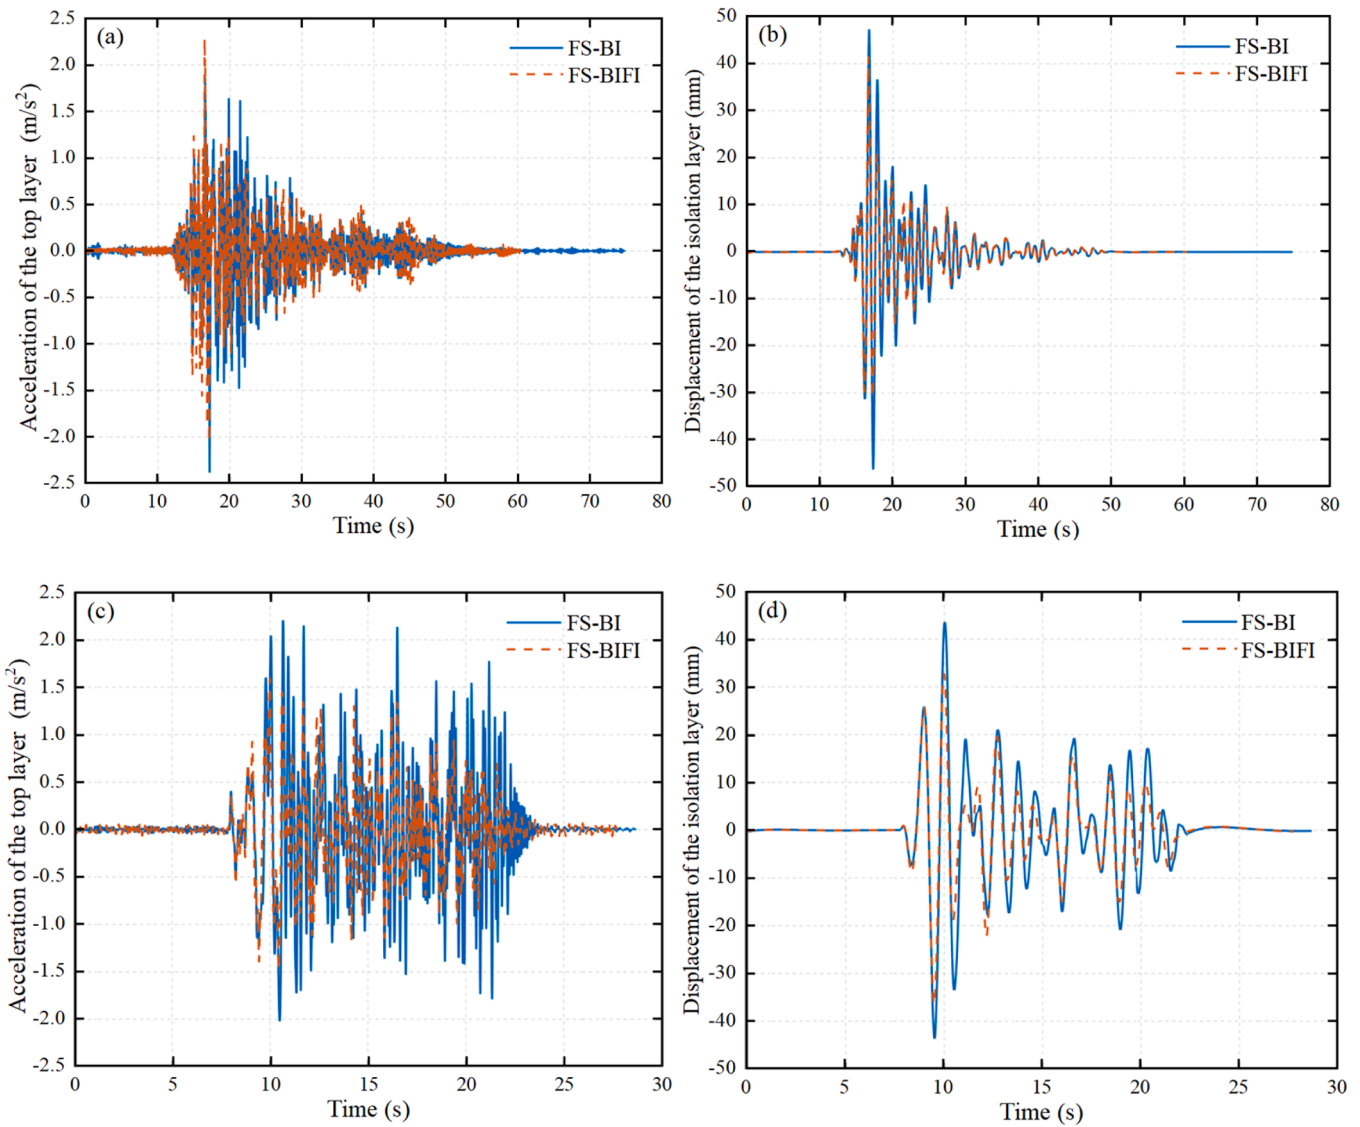 (a)
FS-BI
FS-BIFI
Acceleration of the top layer (m/s²)
2.5
2.0
1.5
1.0
0.5
0.0
-0.5
-1.0
-1.5
-2.0
-2.5
0 10 20 30 40 50 60 70 80
Time (s)
(b)
FS-BI
FS-BIFI
Displacement of the isolation layer (mm)
50
40
30
20
10
0
-10
-20
-30
-40
-50
0 10 20 30 40 50 60 70 80
Time (s)
(c)
FS-BI
FS-BIFI
Acceleration of the top layer (m/s²)
2.5
2.0
1.5
1.0
0.5
0.0
-0.5
-1.0
-1.5
-2.0
-2.5
0 5 10 15 20 25 30
Time (s)
(d)
FS-BI
FS-BIFI
Displacement of the isolation layer (mm)
50
40
30
20
10
0
-10
-20
-30
-40
-50
0 5 10 15 20 25 30
Time (s)